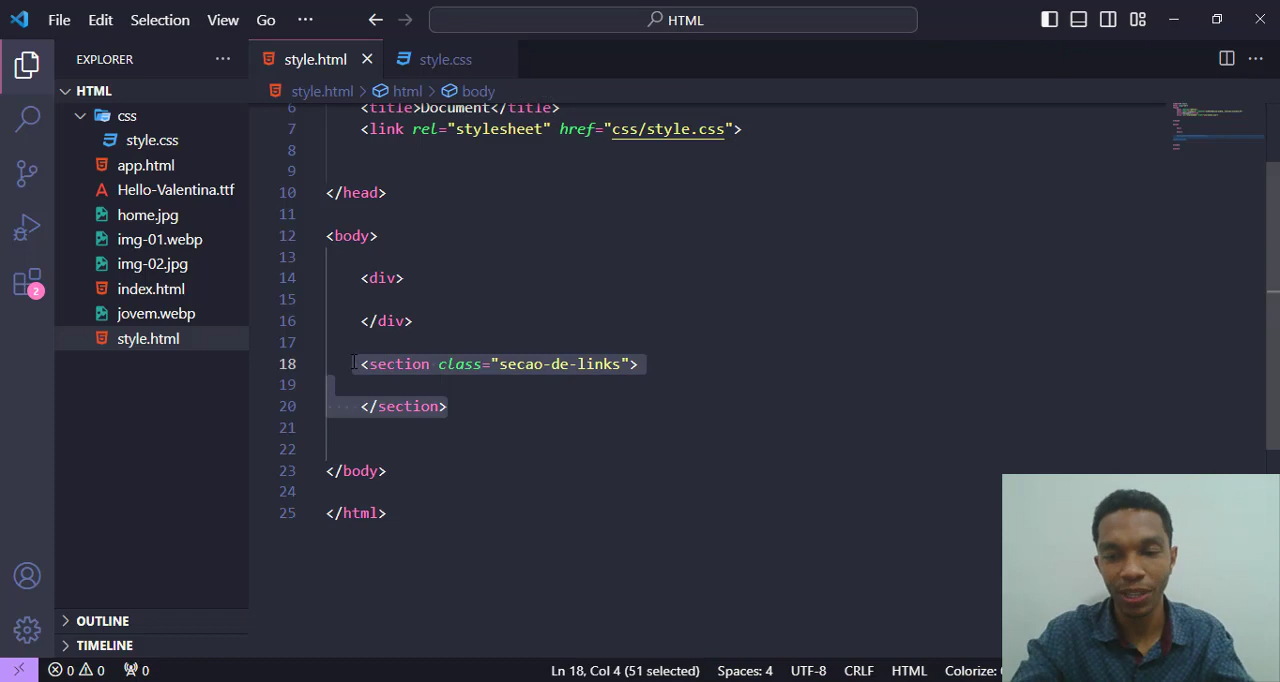 File Edit Selection View Go ··· HTML
EXPLORER ···
style.html
style.css
HTML
style.html > html > body
css
style.css
app.html
Hello-Valentina.ttf
home.jpg
img-01.webp
img-02.jpg
index.html
jovem.webp
style.html
6 <title>Document</title>
7 <link rel="stylesheet" href="css/style.css">
8
9
10 </head>
11
12 <body>
13
14 <div>
15
16 </div>
17
18 <section class="secao-de-links">
19
20 </section>
21
22
23 </body>
24
25 </html>
2
OUTLINE
TIMELINE
0 0 0 Ln 18, Col 4 (51 selected) Spaces: 4 UTF-8 CRLF HTML Colorize: